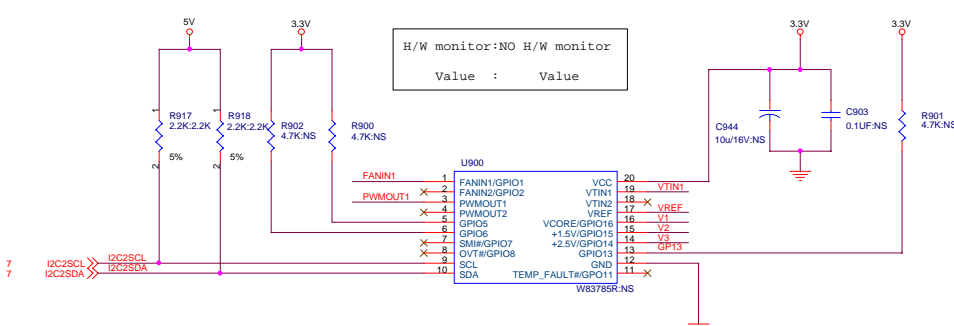 5V
3.3V
3.3V
3.3V
H/W monitor:NO H/W monitor
Value : Value
1
R917
2.2K:2.2K
5%
2
1
R918
2.2K:2.2K
5%
2
R902
4.7K:NS
R900
4.7K:NS
C944
10u/16V:NS
C903
0.1UF:NS
R901
4.7K:NS
U900
FANIN1 1 FANIN1/GPIO1 VCC 20
2 FANIN2/GPIO2 VTIN1 19 VTIN1
PWMOUT1 3 PWMOUT1 VTIN2 18
4 PWMOUT2 VREF 17 VREF
5 GPIO5 VCORE/GPIO16 16 V1
6 GPIO6 +1.5V/GPIO15 15 V2
7 SMI#/GPIO7 +2.5V/GPIO14 14 V3
8 OVT#/GPIO8 GPIO13 13 GP13
7 I2C2SCL I2C2SCL 9 SCL GND 12
7 I2C2SDA I2C2SDA 10 SDA TEMP_FAULT#/GPO11 11
W83785R:NS